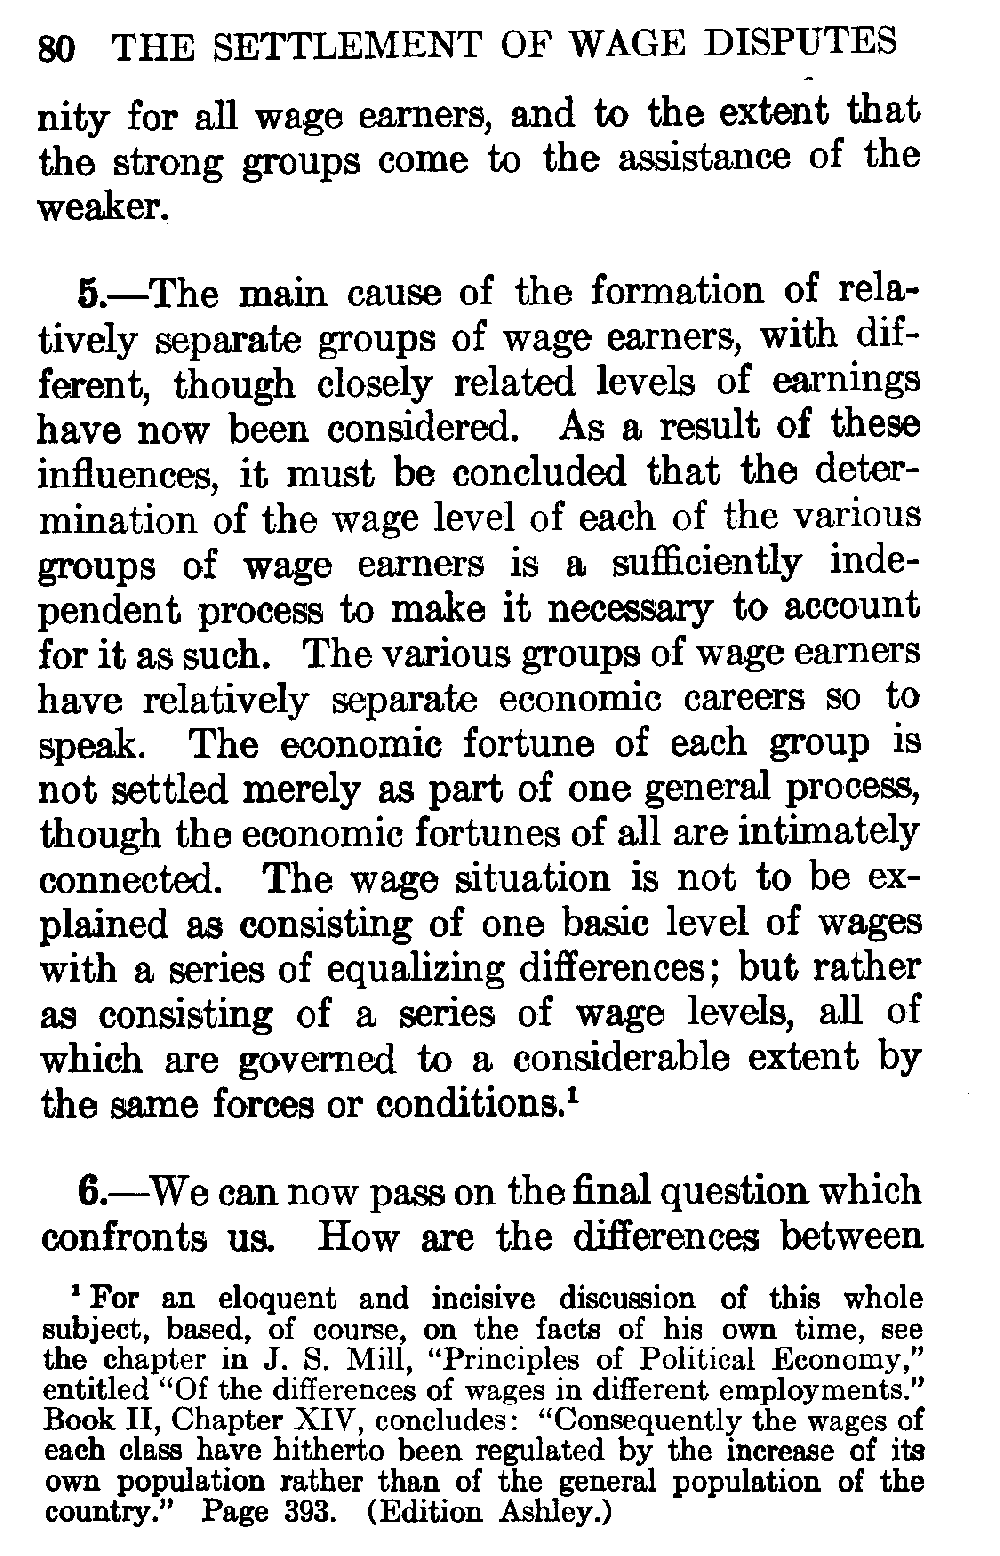 80 THE SETTLEMENT OF WAGE DISPUTES
nity for all wage earners, and to the extent that
the strong groups come to the assistance of the
weaker.
5.—The main cause of the formation of rela-
tively separate groups of wage earners, with dif-
ferent, though closely related levels of earnings
have now been considered. As a result of these
influences, it must be concluded that the deter-
mination of the wage level of each of the various
groups of wage earners is a sufficiently inde-
pendent process to make it necessary to account
for it as such. The various groups of wage earners
have relatively separate economic careers so to
speak. The economic fortune of each group is
not settled merely as part of one general process,
though the economic fortunes of all are intimately
connected. The wage situation is not to be ex-
plained as consisting of one basic level of wages
with a series of equalizing differences; but rather
as consisting of a series of wage levels, all of
which are governed to a considerable extent by
the same forces or conditions.¹
6.—We can now pass on the final question which
confronts us. How are the differences between
¹ For an eloquent and incisive discussion of this whole
subject, based, of course, on the facts of his own time, see
the chapter in J. S. Mill, “Principles of Political Economy,”
entitled “Of the differences of wages in different employments.”
Book II, Chapter XIV, concludes: “Consequently the wages of
each class have hitherto been regulated by the increase of its
own population rather than of the general population of the
country.” Page 393. (Edition Ashley.)